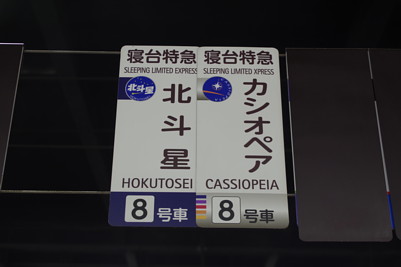 寝台特急
SLEEPING LIMITED EXPRESS
北斗星
北斗星
HOKUTOSEI
8号車
寝台特急
SLEEPING LIMITED XPRESS
カシオペア
CASSIOPEIA
8号車